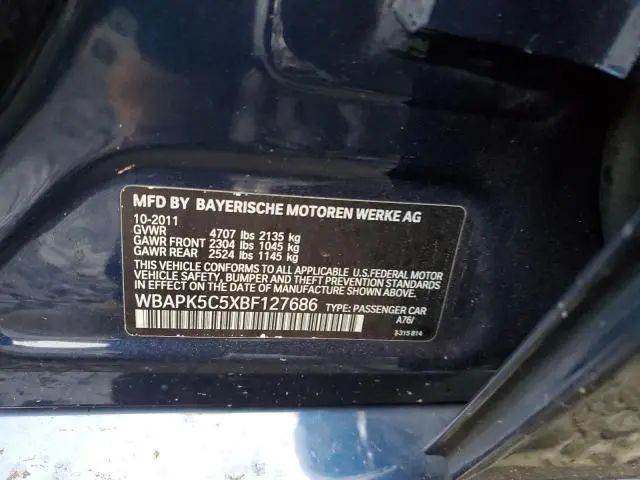 MFD BY BAYERISCHE MOTOREN WERKE AG
10-2011
GVWR 4707 lbs 2135 kg
GAWR FRONT 2304 lbs 1045 kg
GAWR REAR 2524 lbs 1145 kg
THIS VEHICLE CONFORMS TO ALL APPLICABLE U.S.FEDERAL MOTOR
VEHICLE SAFETY, BUMPER AND THEFT PREVENTION STANDARDS IN
EFFECT ON THE DATE OF MANUFACTURE SHOWN ABOVE.
WBAPK5C5XBF127686 TYPE: PASSENGER CAR
A76/